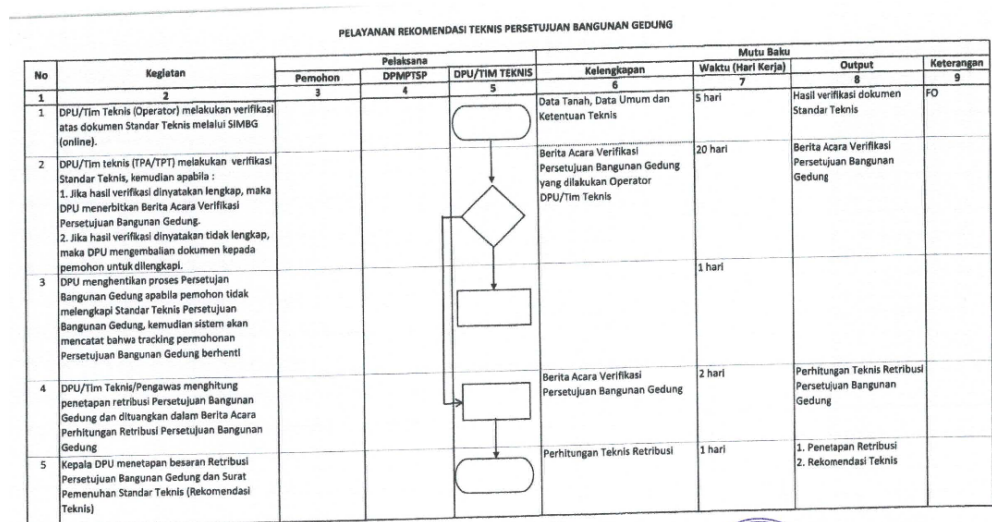 PELAYANAN REKOMENDASI TEKNIS PERSETUJUAN BANGUNAN GEDUNG
No
Kegiatan
Pelaksana
Mutu Baku
Pemohon
DPMPTSP
DPU/TIM TEKNIS
Kelengkapan
Waktu (Hari Kerja)
Output
Keterangan
1
2
3
4
5
6
7
8
9
1
DPU/Tim Teknis (Operator) melakukan verifikasi
atas dokumen Standar Teknis melalui SIMBG
(online).
Data Tanah, Data Umum dan
Ketentuan Teknis
5 hari
Hasil verifikasi dokumen
Standar Teknis
FO
2
DPU/Tim teknis (TPA/TPT) melakukan verifikasi
Standar Teknis, kemudian apabila :
1. Jika hasil verifikasi dinyatakan lengkap, maka
DPU menerbitkan Berita Acara Verifikasi
Persetujuan Bangunan Gedung.
2. Jika hasil verifikasi dinyatakan tidak lengkap,
maka DPU mengembalian dokumen kepada
pemohon untuk dilengkapi.
Berita Acara Verifikasi
Persetujuan Bangunan Gedung
yang dilakukan Operator
DPU/Tim Teknis
20 hari
Berita Acara Verifikasi
Persetujuan Bangunan
Gedung
3
DPU menghentikan proses Persetujan
Bangunan Gedung apabila pemohon tidak
melengkapi Standar Teknis Persetujuan
Bangunan Gedung, kemudian sistem akan
mencatat bahwa tracking permohonan
Persetujuan Bangunan Gedung berhenti
1 hari
4
DPU/Tim Teknis/Pengawas menghitung
penetapan retribusi Persetujuan Bangunan
Gedung dan dituangkan dalam Berita Acara
Perhitungan Retribusi Persetujuan Bangunan
Gedung
Berita Acara Verifikasi
Persetujuan Bangunan Gedung
2 hari
Perhitungan Teknis Retribusi
Persetujuan Bangunan
Gedung
5
Kepala DPU menetapan besaran Retribusi
Persetujuan Bangunan Gedung dan Surat
Pemenuhan Standar Teknis (Rekomendasi
Teknis)
Perhitungan Teknis Retribusi
1 hari
1. Penetapan Retribusi
2. Rekomendasi Teknis